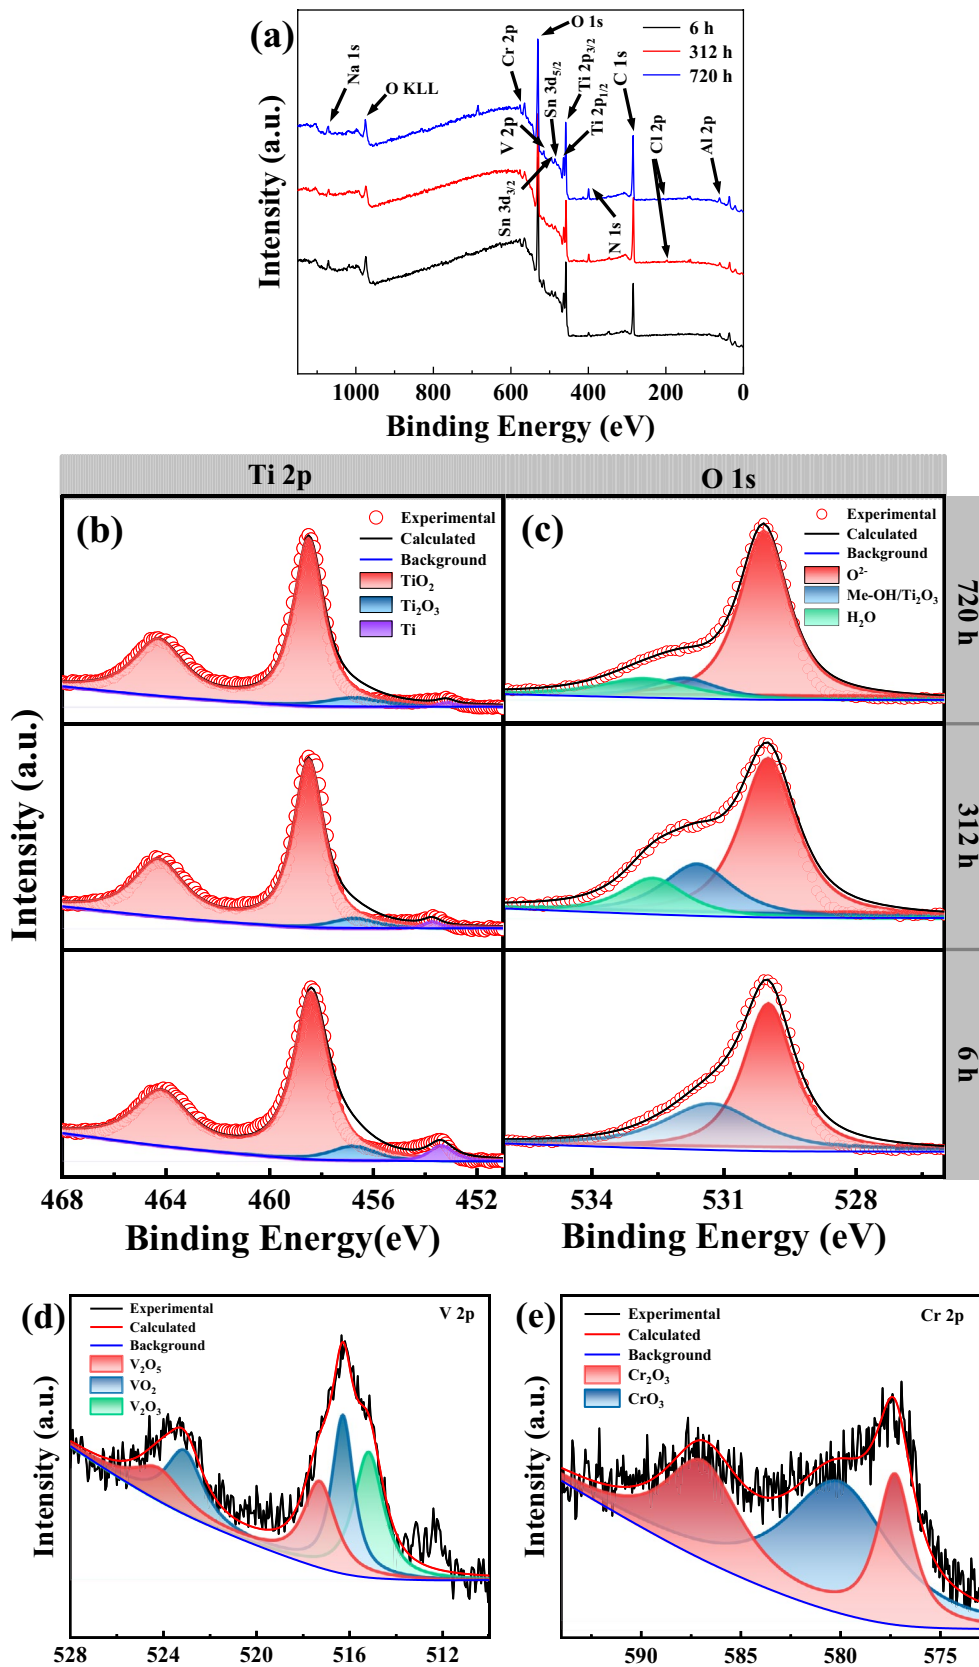 (a)
6 h
312 h
720 h
Na 1s
O KLL
Cr 2p
O 1s
V 2p
Sn 3d3/2
Sn 3d5/2
Ti 2p3/2
Ti 2p1/2
N 1s
C 1s
Cl 2p
Al 2p
Intensity (a.u.)
1000 800 600 400 200 0
Binding Energy (eV)
Ti 2p
O 1s
(b)
Experimental
Calculated
Background
TiO2
Ti2O3
Ti
(c)
Experimental
Calculated
Background
O2-
Me-OH/Ti2O3
H2O
720 h
312 h
6 h
Intensity (a.u.)
468 464 460 456 452
534 531 528
Binding Energy(eV)
Binding Energy (eV)
(d)
Experimental
Calculated
Background
V2O5
VO2
V2O3
V 2p
Intensity (a.u.)
528 524 520 516 512
(e)
Experimental
Calculated
Background
Cr2O3
CrO3
Cr 2p
Intensity (a.u.)
590 585 580 575